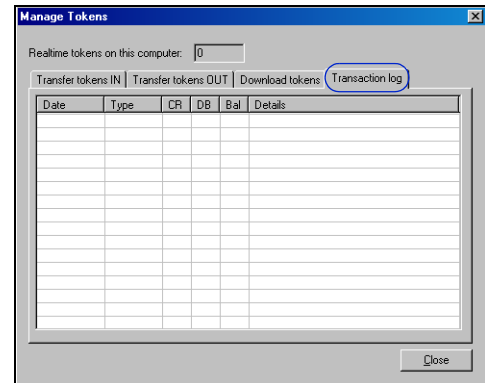 Manage Tokens
Realtime tokens on this computer: 0
Transfer tokens IN Transfer tokens OUT Download tokens Transaction log
Date Type CR DB Bal Details
Close